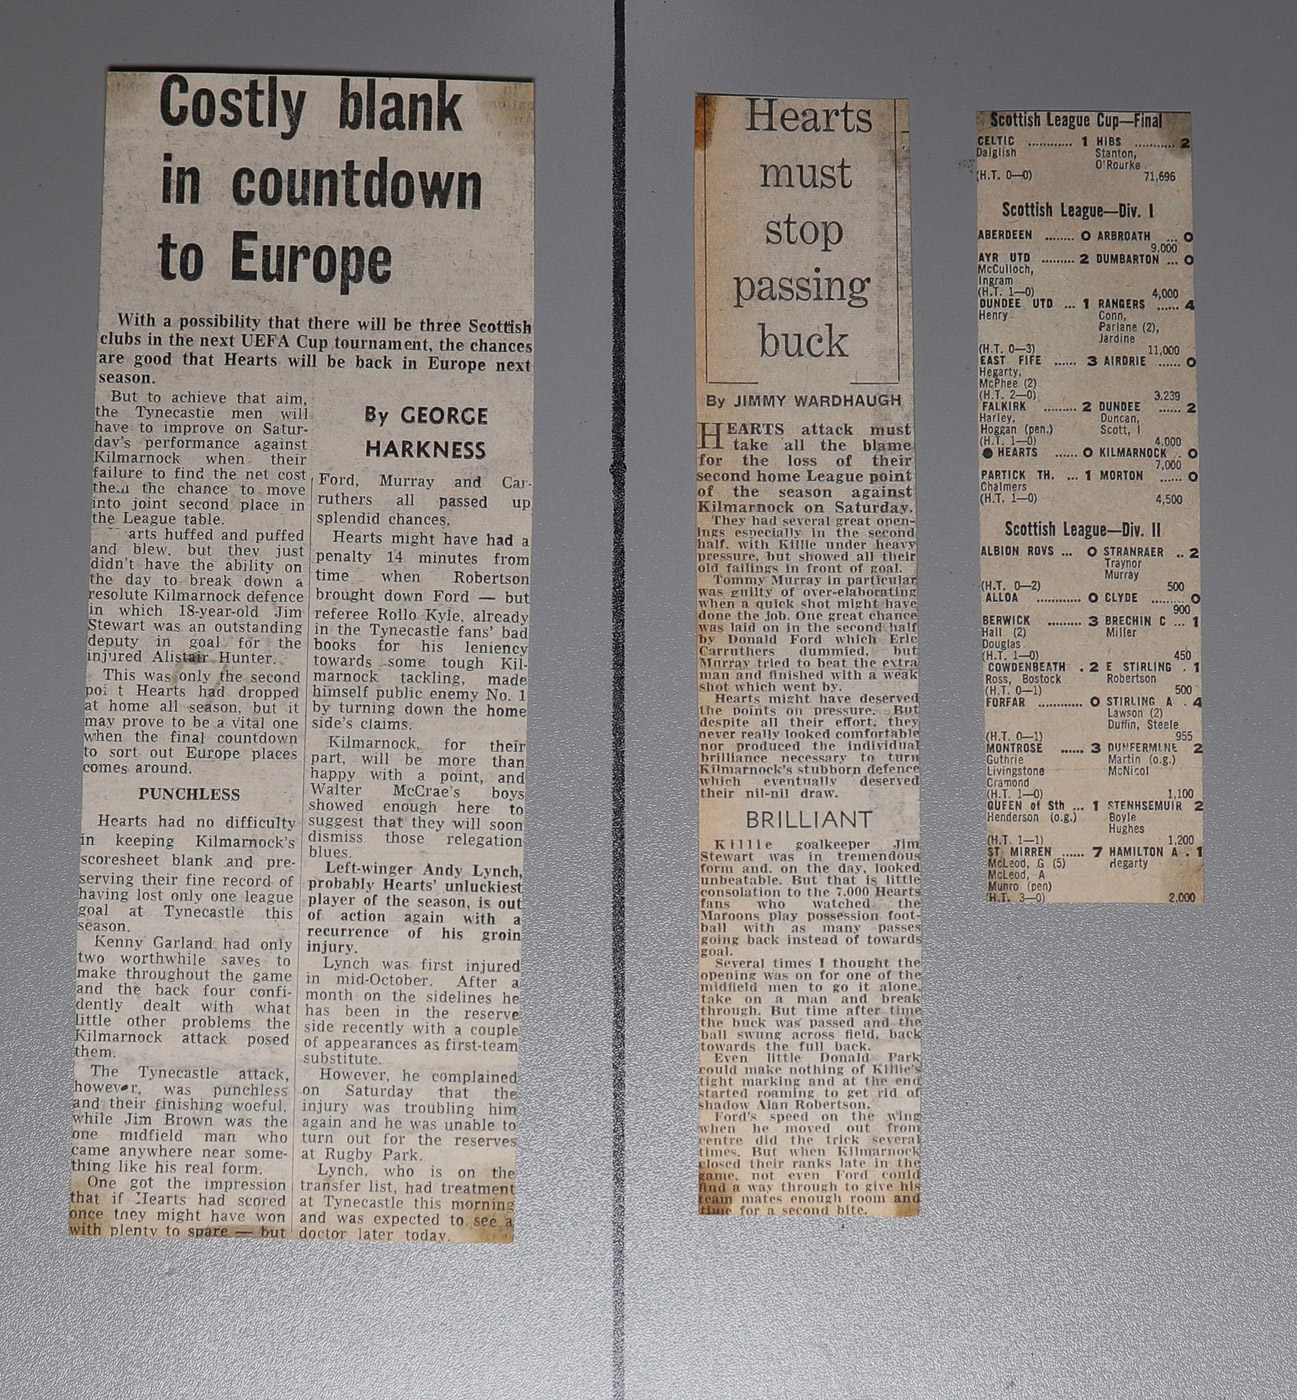 Costly blank
in countdown
to Europe
With a possibility that there will be three Scottish
clubs in the next UEFA Cup tournament, the chances
are good that Hearts will be back in Europe next
season.
But to achieve that aim,
the Tynecastle men will
have to improve on Satur-
day's performance against
Kilmarnock when their
failure to find the net cost
them the chance to move
into joint second place in
the League table.
arts huffed and puffed
and blew, but they just
didn't have the ability on
the day to break down a
resolute Kilmarnock defence
in which 18-year-old Jim
Stewart was an outstanding
deputy in goal for the
injured Alistair Hunter.
This was only the second
poi t Hearts had dropped
at home all season, but it
may prove to be a vital one
when the final countdown
to sort out Europe places
comes around.
PUNCHLESS
Hearts had no difficulty
in keeping Kilmarnock's
scoresheet blank and pre-
serving their fine record of
having lost only one league
goal at Tynecastle this
season.
Kenny Garland had only
two worthwhile saves to
make throughout the game
and the back four confi-
dently dealt with what
little other problems the
Kilmarnock attack posed
them.
The Tynecastle attack,
however, was punchless
and their finishing woeful,
while Jim Brown was the
one midfield man who
came anywhere near some-
thing like his real form.
One got the impression
that if Hearts had scored
once they might have won
with plenty to spare — but
By GEORGE
HARKNESS
Ford, Murray and Car-
ruthers all passed up
splendid chances.
Hearts might have had a
penalty 14 minutes from
time when Robertson
brought down Ford — but
referee Rollo Kyle, already
in the Tynecastle fans' bad
books for his leniency
towards some tough Kil-
marnock tackling, made
himself public enemy No. 1
by turning down the home
side's claims.
Kilmarnock, for their
part, will be more than
happy with a point, and
Walter McCrae's boys
showed enough here to
suggest that they will soon
dismiss those relegation
blues.
Left-winger Andy Lynch,
probably Hearts' unluckiest
player of the season, is out
of action again with a
recurrence of his groin
injury.
Lynch was first injured
in mid-October. After a
month on the sidelines he
has been in the reserve
side recently with a couple
of appearances as first-team
substitute.
However, he complained
on Saturday that the
injury was troubling him
again and he was unable to
turn out for the reserves
at Rugby Park.
Lynch, who is on the
transfer list, had treatment
at Tynecastle this morning
and was expected to see a
doctor later today.
Hearts
must
stop
passing
buck
By JIMMY WARDHAUGH
HEARTS attack must
take all the blame
for the loss of their
second home League point
of the season against
Kilmarnock on Saturday.
They had several great open-
ings especially in the second
half, with Killie under heavy
pressure, but showed all their
old failings in front of goal.
Tommy Murray in particular
was guilty of over-elaborating
when a quick shot might have
done the job. One great chance
was laid on in the second half
by Donald Ford which Eric
Carruthers dummied, but
Murray tried to beat the extra
man and finished with a weak
shot which went by.
Hearts might have deserved
the points on pressure. But
despite all their effort, they
never really looked comfortable
nor produced the individual
brilliance necessary to turn
Kilmarnock's stubborn defence
which eventually deserved
their nil-nil draw.
BRILLIANT
Killie goalkeeper Jim
Stewart was in tremendous
form and, on the day, looked
unbeatable. But that is little
consolation to the 7,000 Hearts
fans who watched the
Maroons play possession foot-
ball with as many passes
going back instead of towards
goal.
Several times I thought the
opening was on for one of the
midfield men to go it alone,
take on a man and break
through. But time after time
the buck was passed and the
ball swung across field, back
towards the full back.
Even little Donald Park
could make nothing of Killie's
tight marking and at the end
started roaming to get rid of
shadow Alan Robertson.
Ford's speed on the wing
when he moved out from
centre did the trick several
times. But when Kilmarnock
closed their ranks late in the
game, not even Ford could
find a way through to give his
team mates enough room and
time for a second bite.
Scottish League Cup—Final
CELTIC ............ 1 HIBS ........... 2
Dalglish Stanton,
O'Rourke
(H.T. 0—0) 71,696
Scottish League—Div. I
ABERDEEN ........ 0 ARBROATH ... 0
9,000
AYR UTD ......... 2 DUMBARTON ... 0
McCulloch,
Ingram
(H.T. 1—0) 4,000
DUNDEE UTD ... 1 RANGERS ...... 4
Henry Conn,
Parlane (2),
Jardine
(H.T. 0—3) 11,000
EAST FIFE ...... 3 AIRDRIE ........ 0
Hegarty,
McPhee (2)
(H.T. 2—0) 3.239
FALKIRK ......... 2 DUNDEE ...... 2
Harley, Duncan,
Hoggan (pen.) Scott, I
(H.T. 1—0) 4,000
● HEARTS ...... 0 KILMARNOCK . 0
7,000
PARTICK TH. ... 1 MORTON ...... 0
Chalmers
(H.T. 1—0) 4,500
Scottish League—Div. II
ALBION ROVS ... 0 STRANRAER .. 2
Traynor
Murray
(H.T. 0—2) 500
ALLOA ............ 0 CLYDE ........ 0
900
BERWICK ......... 3 BRECHIN C ... 1
Hall (2) Miller
Douglas
(H.T. 1—0) 450
COWDENBEATH . 2 E STIRLING . 1
Ross, Bostock Robertson
(H.T. 0—1) 500
FORFAR ......... 0 STIRLING A . 4
Lawson (2)
Duffin, Steele
(H.T. 0—1) 955
MONTROSE ...... 3 DUNFERMLNE 2
Guthrie Martin (o.g.)
Livingstone McNicol
Cramond
(H.T. 1—0) 1,100
QUEEN of Sth ... 1 STENHSEMUIR 2
Henderson (o.g.) Boyle
Hughes
(H.T. 1—1) 1,200
ST. MIRREN ...... 7 HAMILTON A . 1
McLeod, G (5) Hegarty
McLeod, A
Munro (pen)
(H.T. 3—0) 2,000